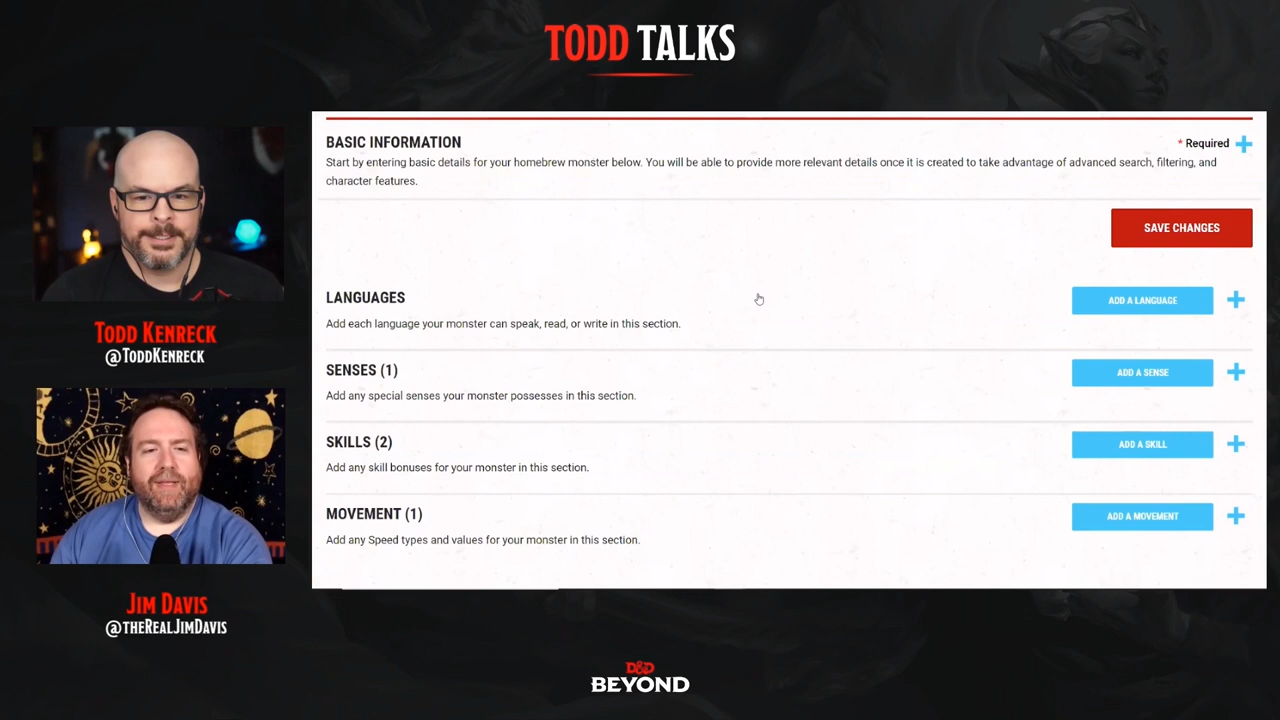 TODD TALKS
BASIC INFORMATION
* Required
Start by entering basic details for your homebrew monster below. You will be able to provide more relevant details once it is created to take advantage of advanced search, filtering, and
character features.
SAVE CHANGES
LANGUAGES
ADD A LANGUAGE
Add each language your monster can speak, read, or write in this section.
Todd Kenreck
@ToddKenreck
SENSES (1)
ADD A SENSE
Add any special senses your monster possesses in this section.
SKILLS (2)
ADD A SKILL
Add any skill bonuses for your monster in this section.
MOVEMENT (1)
ADD A MOVEMENT
Add any Speed types and values for your monster in this section.
Jim Davis
@theRealJimDavis
D&D
BEYOND